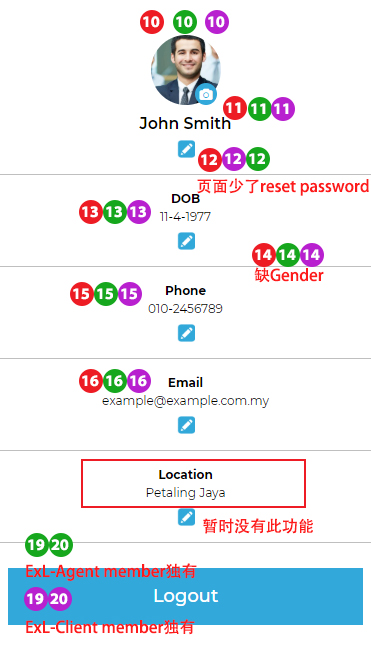 10 10 10
John Smith 11 11 11
12 12 12
页面少了reset password
DOB
13 13 13
11-4-1977
14 14 14
缺Gender
Phone
15 15 15
010-2456789
Email
16 16 16
example@example.com.my
Location
Petaling Jaya
暂时没有此功能
19 20
ExL-Agent member独有
19 20 Logout
ExL-Client member独有